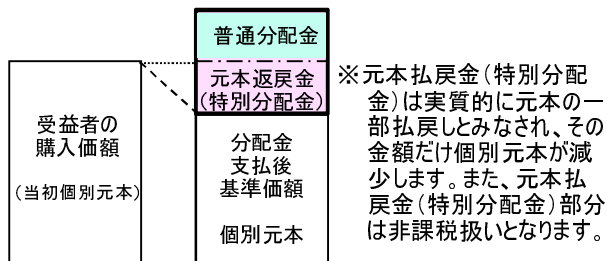 普通分配金
元本返戻金
(特別分配金)
受益者の
購入価額
(当初個別元本)
分配金
支払後
基準価額
個別元本
※元本払戻金(特別分配
金)は実質的に元本の一
部払戻しとみなされ、その
金額だけ個別元本が減
少します。また、元本払
戻金(特別分配金)部分
は非課税扱いとなります。